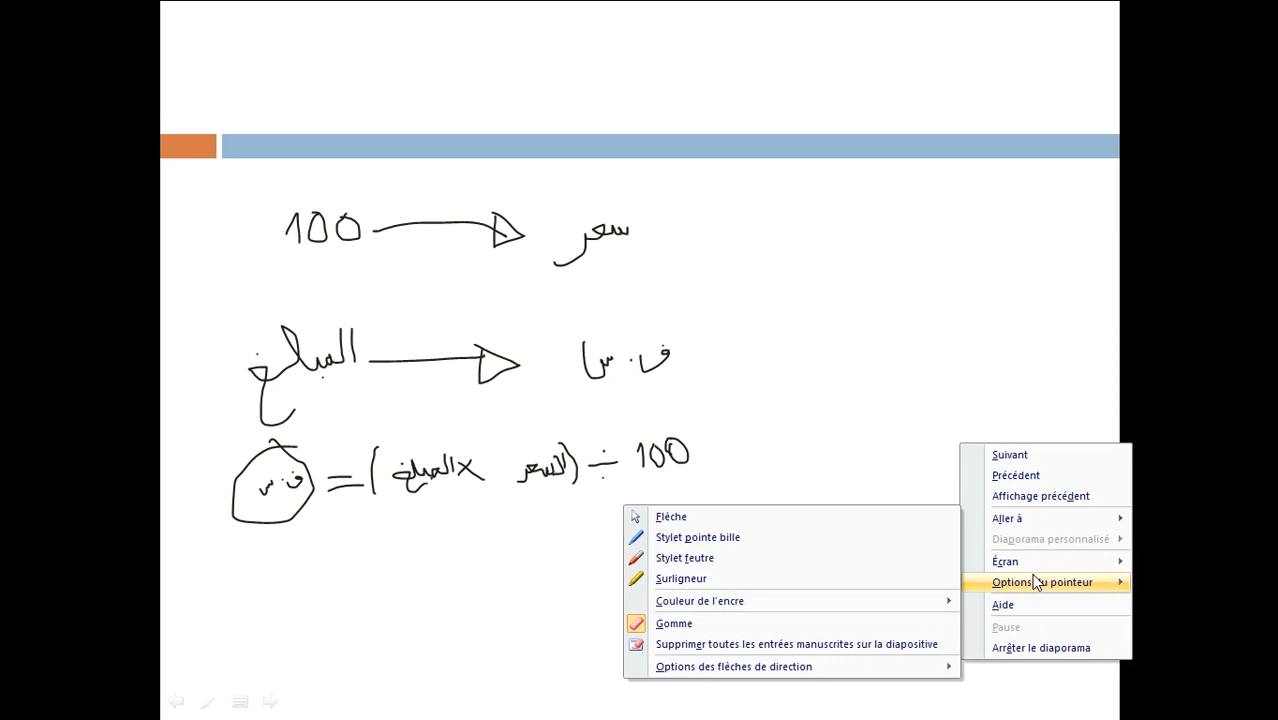 100 → سعر
المبلغ → ف.س
ف.س = (المبلغ × السعر) ÷ 100
Suivant
Précédent
Affichage précédent
Aller à
Diaporama personnalisé
Écran
Options du pointeur
Aide
Pause
Arrêter le diaporama
Flèche
Stylet pointe bille
Stylet feutre
Surligneur
Couleur de l'encre
Gomme
Supprimer toutes les entrées manuscrites sur la diapositive
Options des flèches de direction